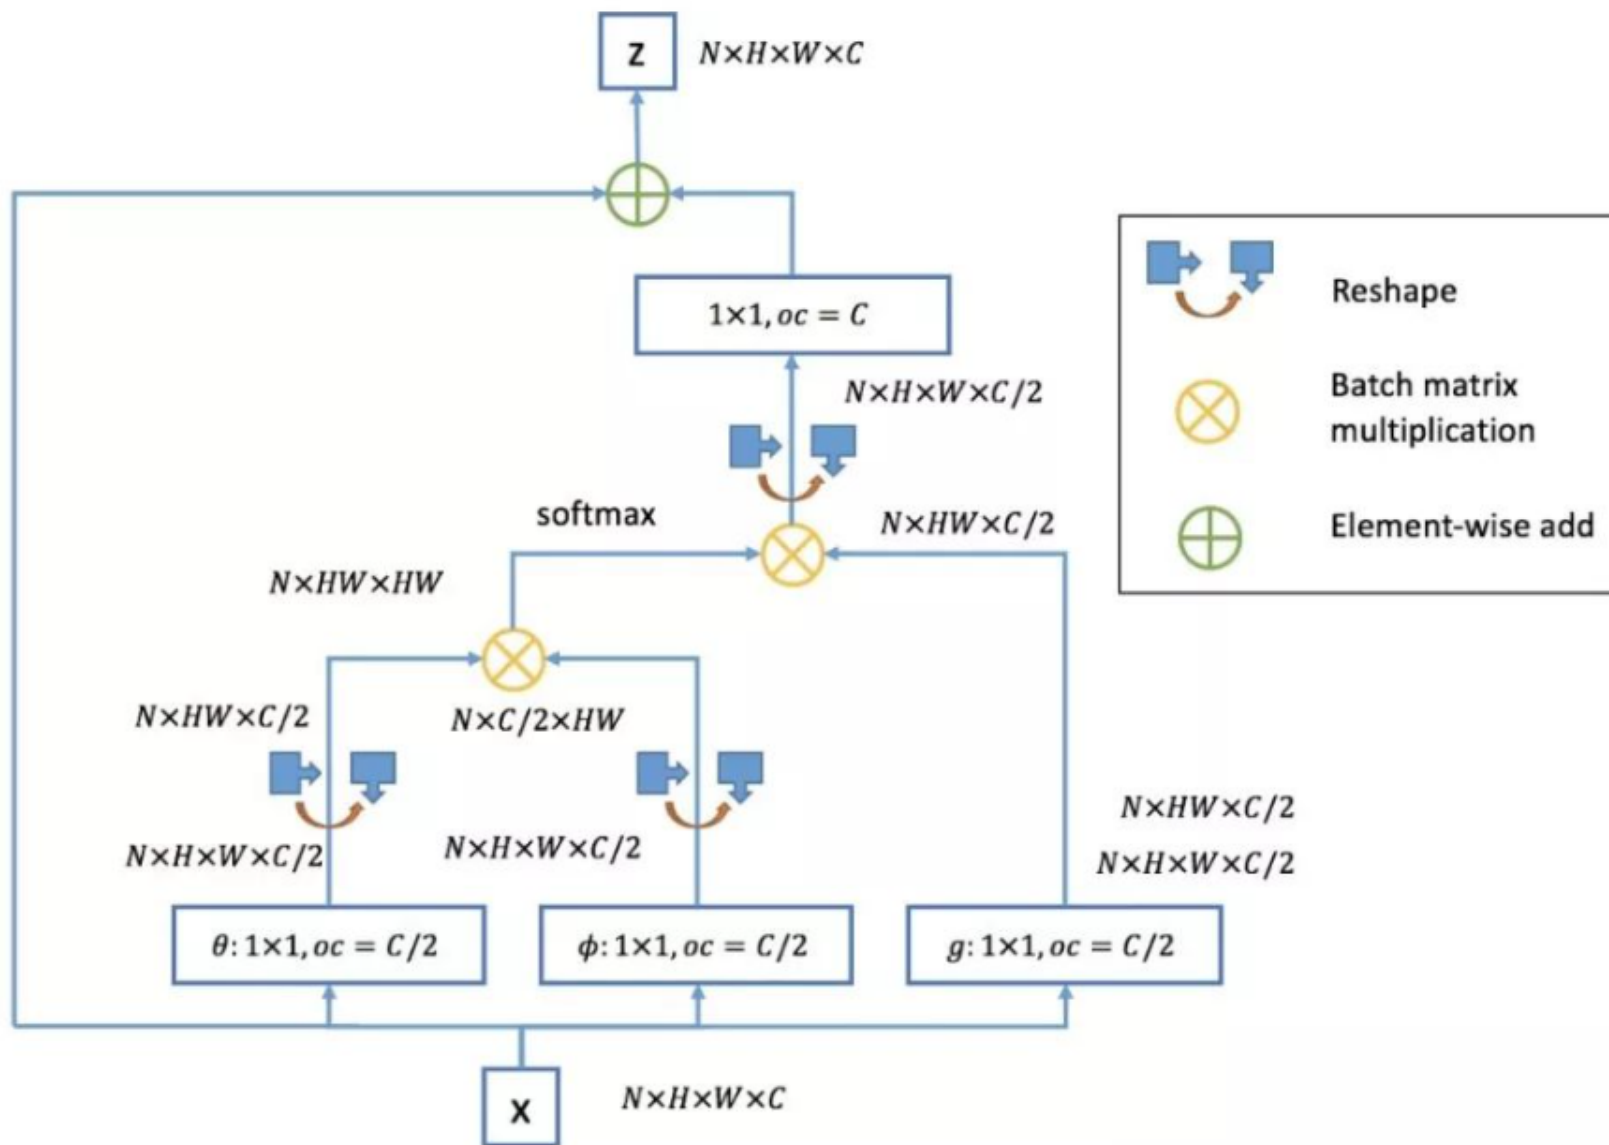 Z N×H×W×C
1×1, oc = C
N×H×W×C/2
softmax
N×HW×C/2
N×HW×HW
N×HW×C/2
N×C/2×HW
N×HW×C/2
N×H×W×C/2
N×H×W×C/2
N×H×W×C/2
θ: 1×1, oc = C/2
ϕ: 1×1, oc = C/2
g: 1×1, oc = C/2
X N×H×W×C
Reshape
Batch matrix
multiplication
Element-wise add